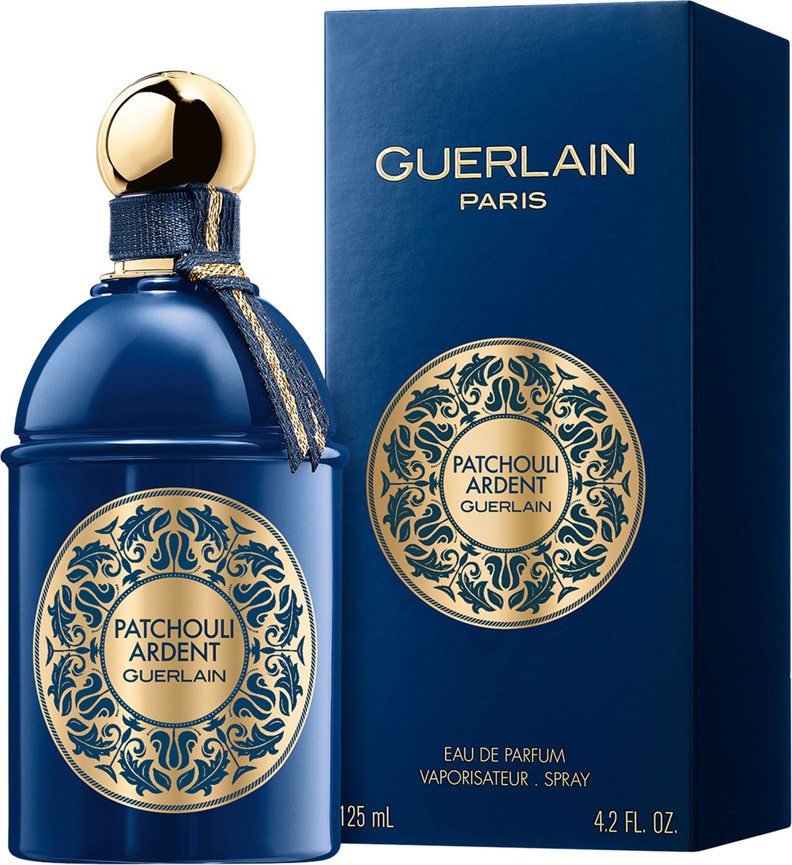 GUERLAIN
PARIS
PATCHOULI
ARDENT
GUERLAIN
EAU DE PARFUM
VAPORISATEUR . SPRAY
125 mL 4.2 FL. OZ.
PATCHOULI
ARDENT
GUERLAIN